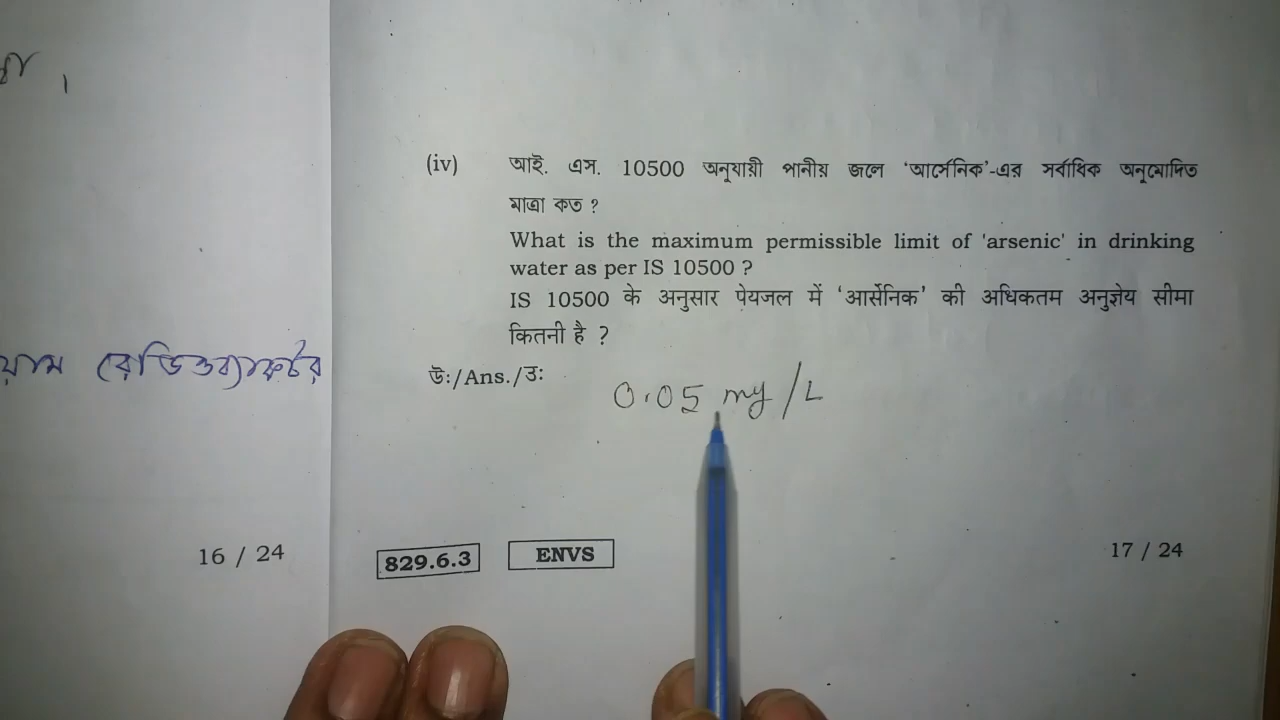 (iv) আই. এস. 10500 অনুযায়ী পানীয় জলে 'আর্সেনিক'-এর সর্বাধিক অনুমোদিত
মাত্রা কত ?
What is the maximum permissible limit of 'arsenic' in drinking
water as per IS 10500 ?
IS 10500 के अनुसार पेयजल में 'आर्सेनिक' की अधिकतम अनुज्ञेय सीमा
कितनी है ?
উঃ/Ans./उ:
0.05 mg/L
16 / 24
829.6.3
ENVS
17 / 24